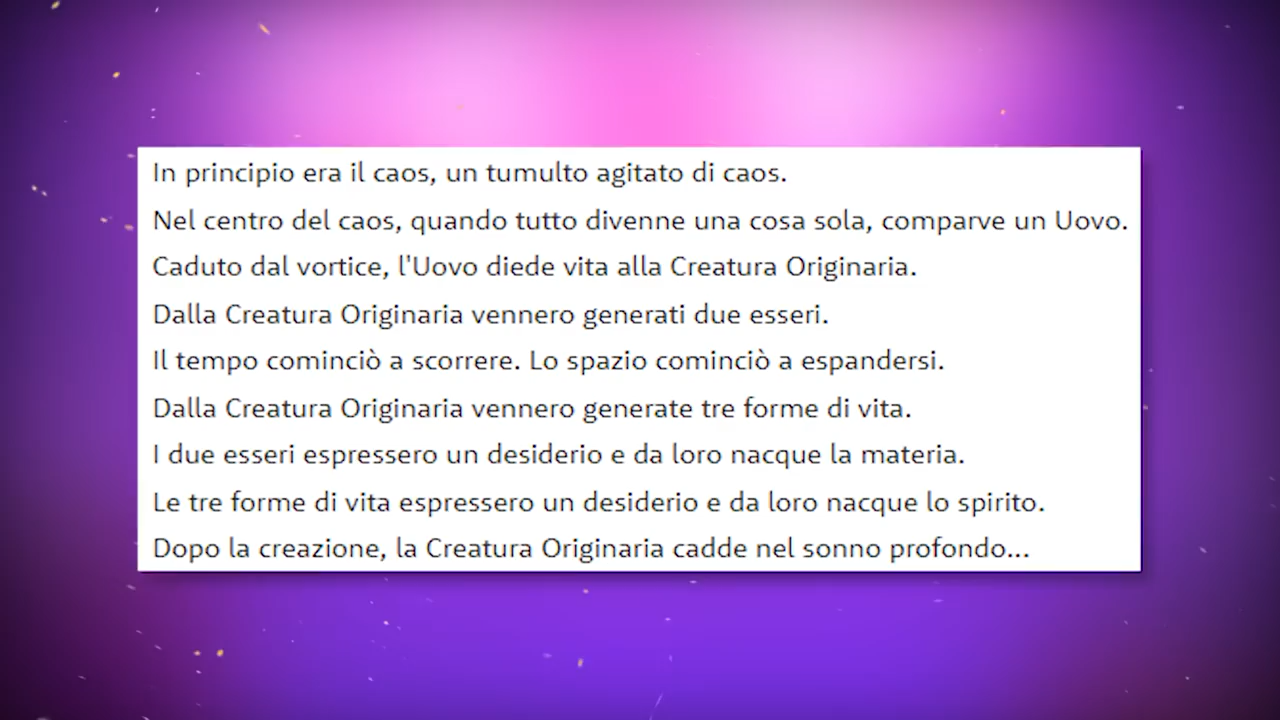 In principio era il caos, un tumulto agitato di caos.
Nel centro del caos, quando tutto divenne una cosa sola, comparve un Uovo.
Caduto dal vortice, l'Uovo diede vita alla Creatura Originaria.
Dalla Creatura Originaria vennero generati due esseri.
Il tempo cominciò a scorrere. Lo spazio cominciò a espandersi.
Dalla Creatura Originaria vennero generate tre forme di vita.
I due esseri espressero un desiderio e da loro nacque la materia.
Le tre forme di vita espressero un desiderio e da loro nacque lo spirito.
Dopo la creazione, la Creatura Originaria cadde nel sonno profondo...